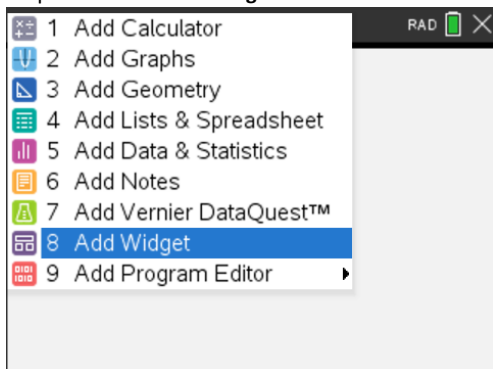 1 Add Calculator
RAD
2 Add Graphs
3 Add Geometry
4 Add Lists & Spreadsheet
5 Add Data & Statistics
6 Add Notes
7 Add Vernier DataQuest™
8 Add Widget
9 Add Program Editor